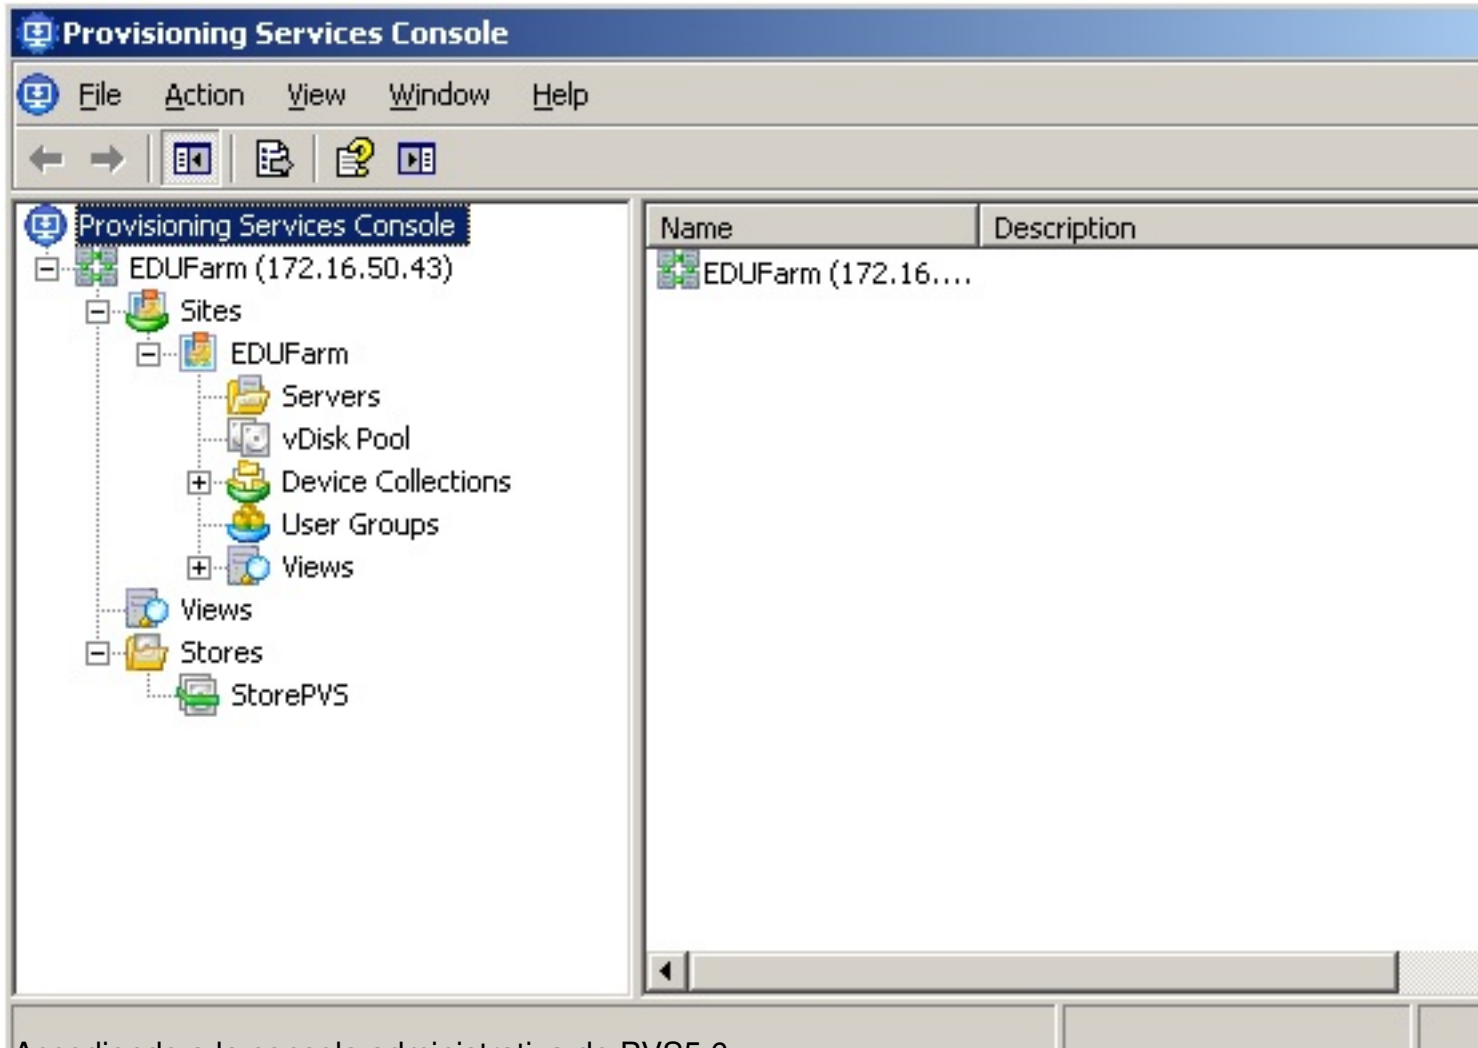 Provisioning Services Console
File Action View Window Help
Provisioning Services Console
EDUFarm (172.16.50.43)
Sites
EDUFarm
Servers
vDisk Pool
Device Collections
User Groups
Views
Views
Stores
StorePVS
Name Description
EDUFarm (172.16....